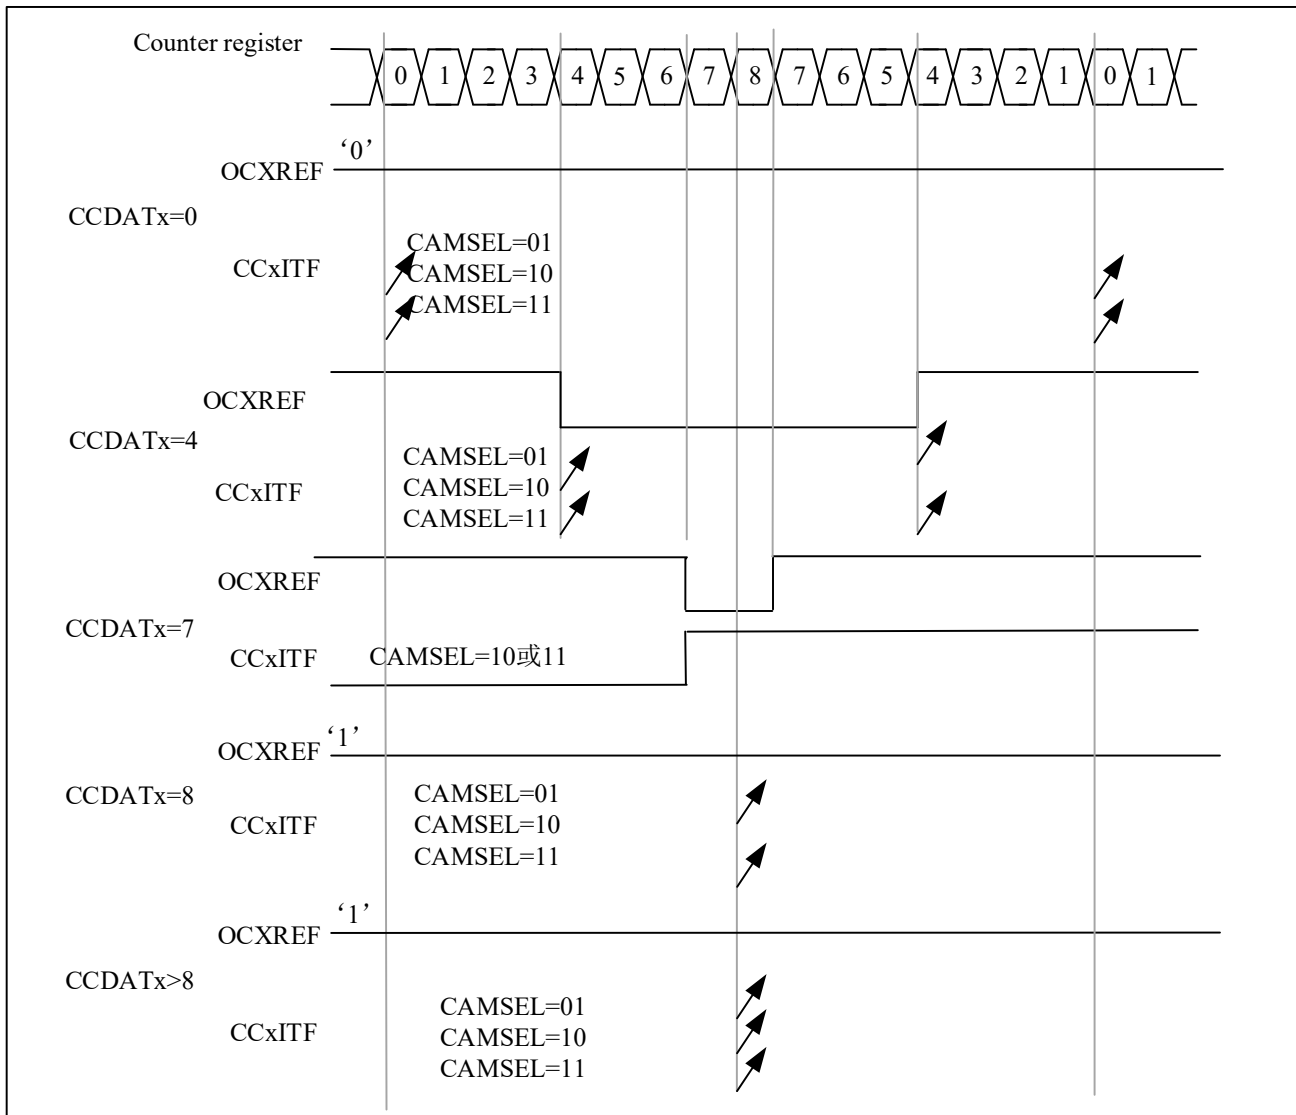 Counter register
0 1 2 3 4 5 6 7 8 7 6 5 4 3 2 1 0 1
‘0’
OCXREF
CCDATx=0
CCxITF
CAMSEL=01
CAMSEL=10
CAMSEL=11
OCXREF
CCDATx=4
CCxITF
CAMSEL=01
CAMSEL=10
CAMSEL=11
OCXREF
CCDATx=7
CCxITF
CAMSEL=10或11
‘1’
OCXREF
CCDATx=8
CCxITF
CAMSEL=01
CAMSEL=10
CAMSEL=11
‘1’
OCXREF
CCDATx>8
CCxITF
CAMSEL=01
CAMSEL=10
CAMSEL=11